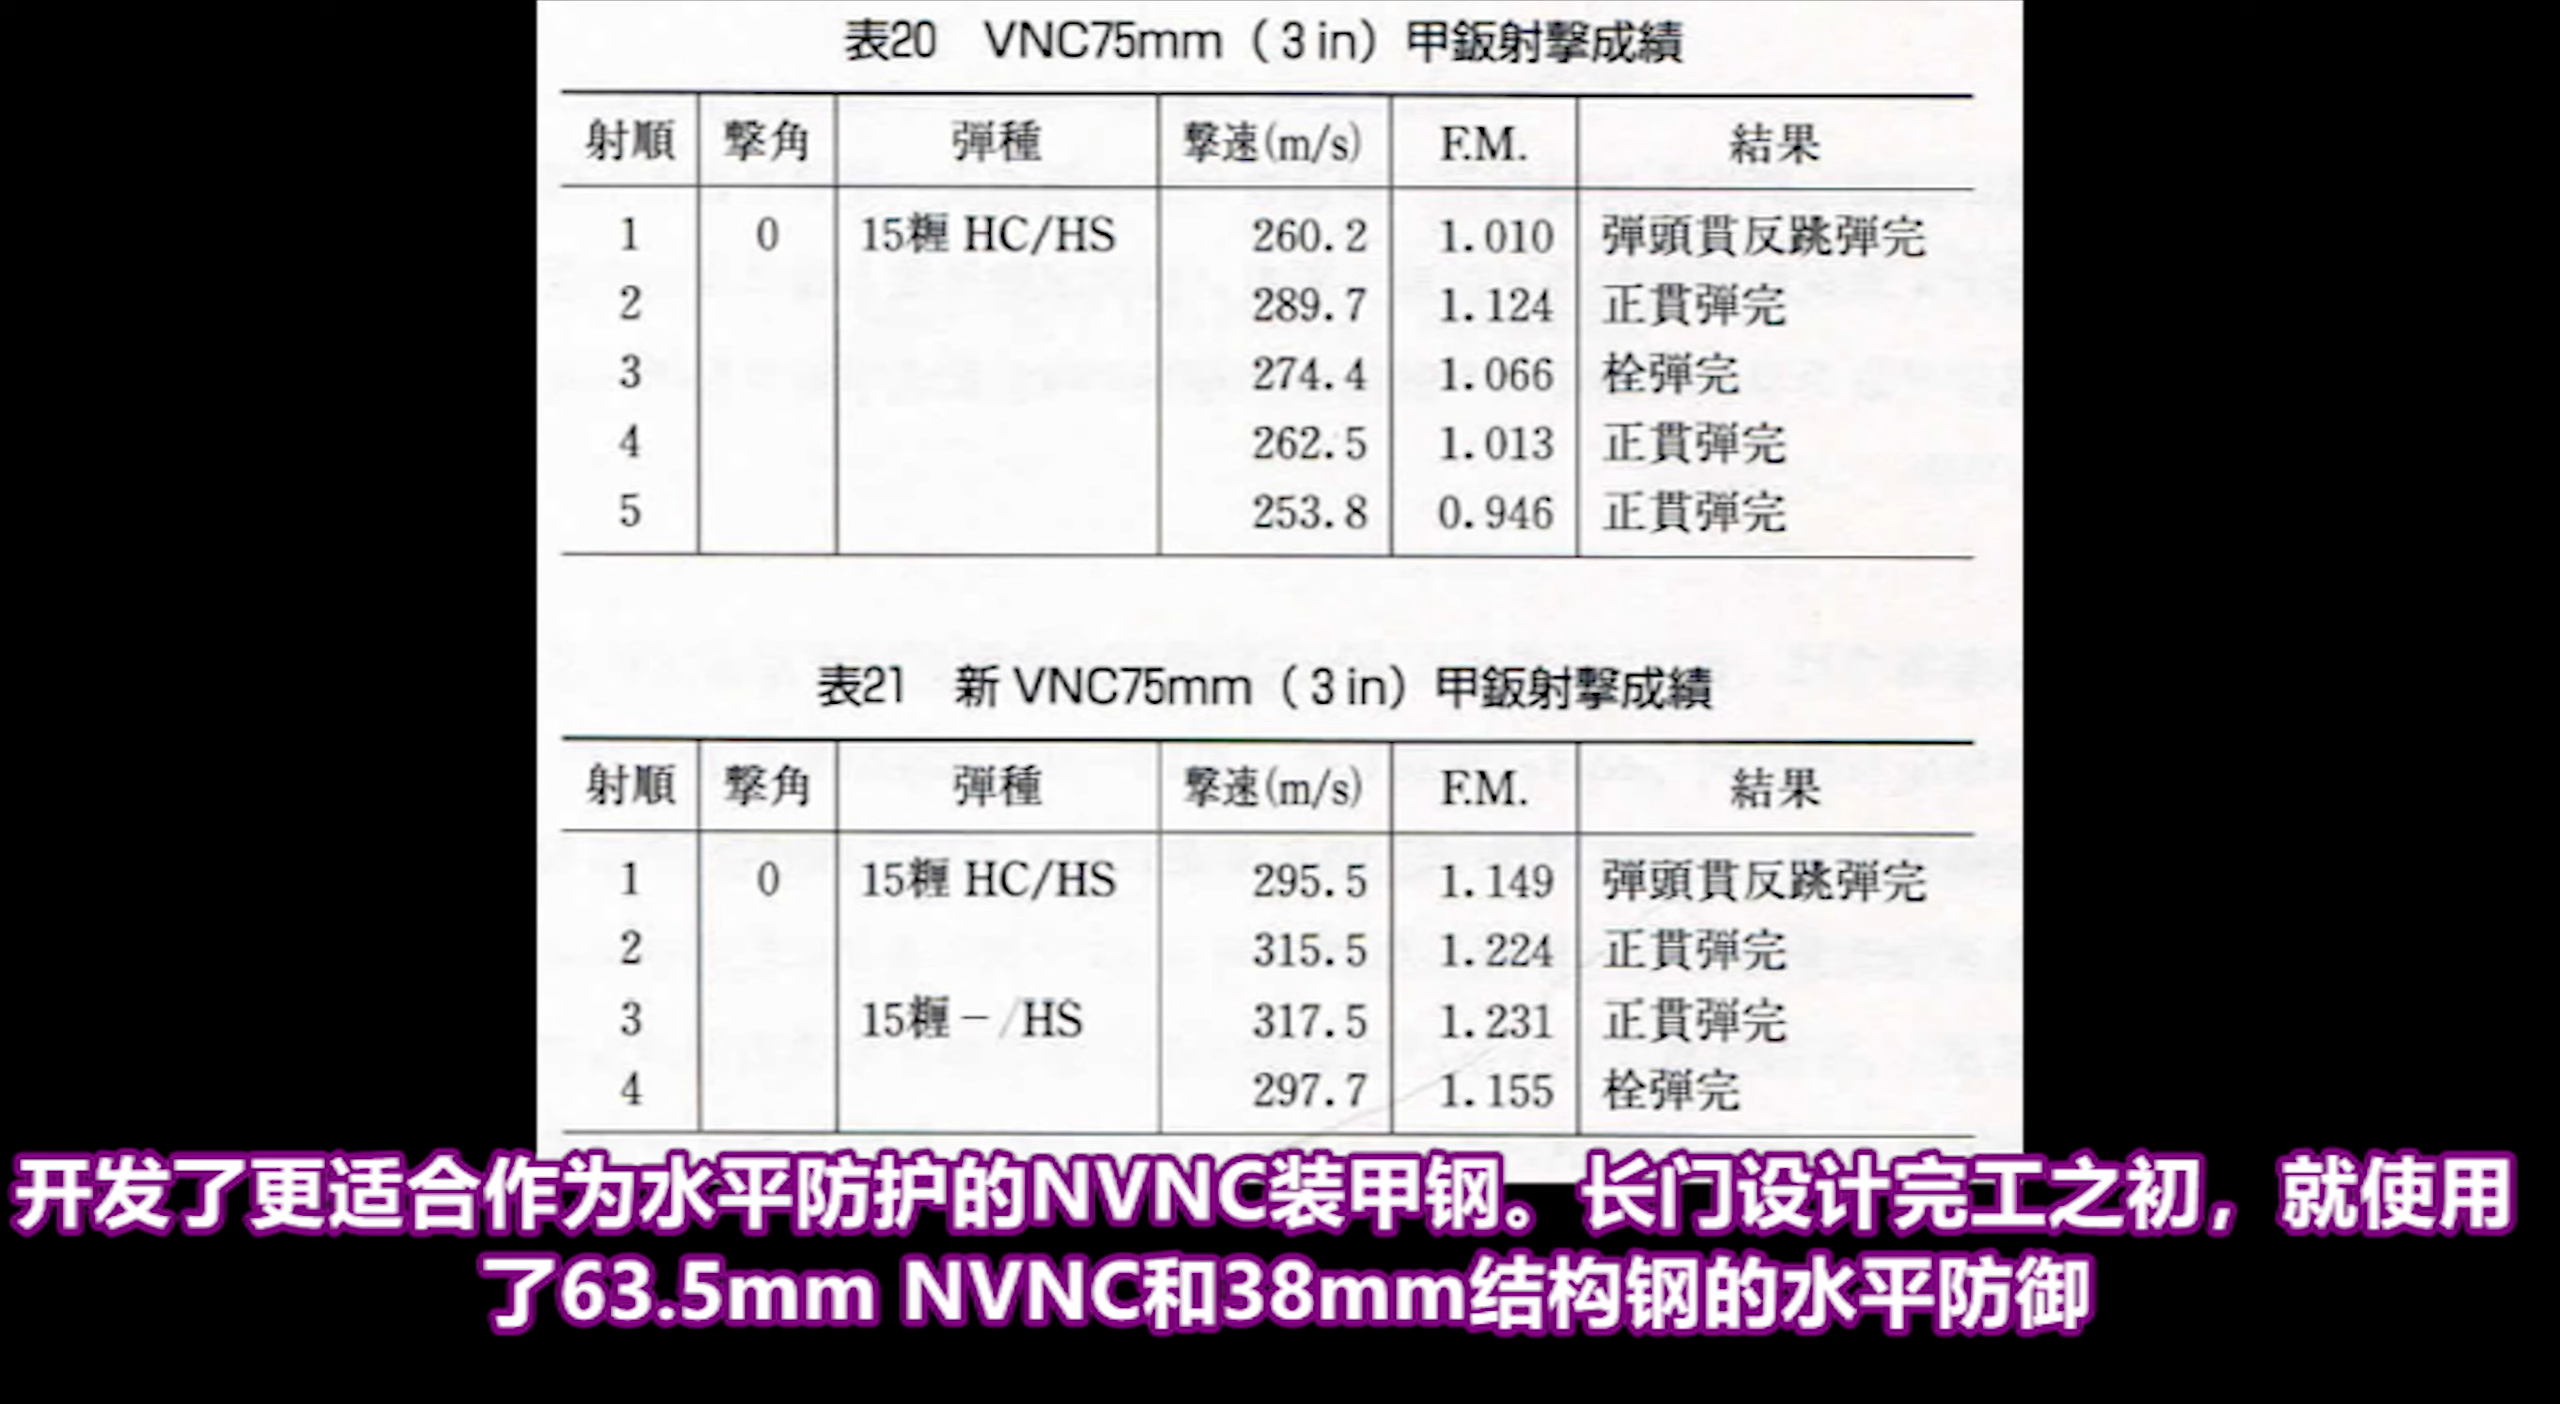 表20　VNC75mm（3in）甲鈑射撃成績
射順 撃角 弾種 撃速(m/s) F.M. 結果
1 0 15糎 HC/HS 260.2 1.010 弾頭貫反跳弾完
2 289.7 1.124 正貫弾完
3 274.4 1.066 栓弾完
4 262.5 1.013 正貫弾完
5 253.8 0.946 正貫弾完
表21　新 VNC75mm（3in）甲鈑射撃成績
射順 撃角 弾種 撃速(m/s) F.M. 結果
1 0 15糎 HC/HS 295.5 1.149 弾頭貫反跳弾完
2 315.5 1.224 正貫弾完
3 15糎－/HS 317.5 1.231 正貫弾完
4 297.7 1.155 栓弾完
开发了更适合作为水平防护的NVNC装甲钢。长门设计完工之初，就使用
了63.5mm NVNC和38mm结构钢的水平防御